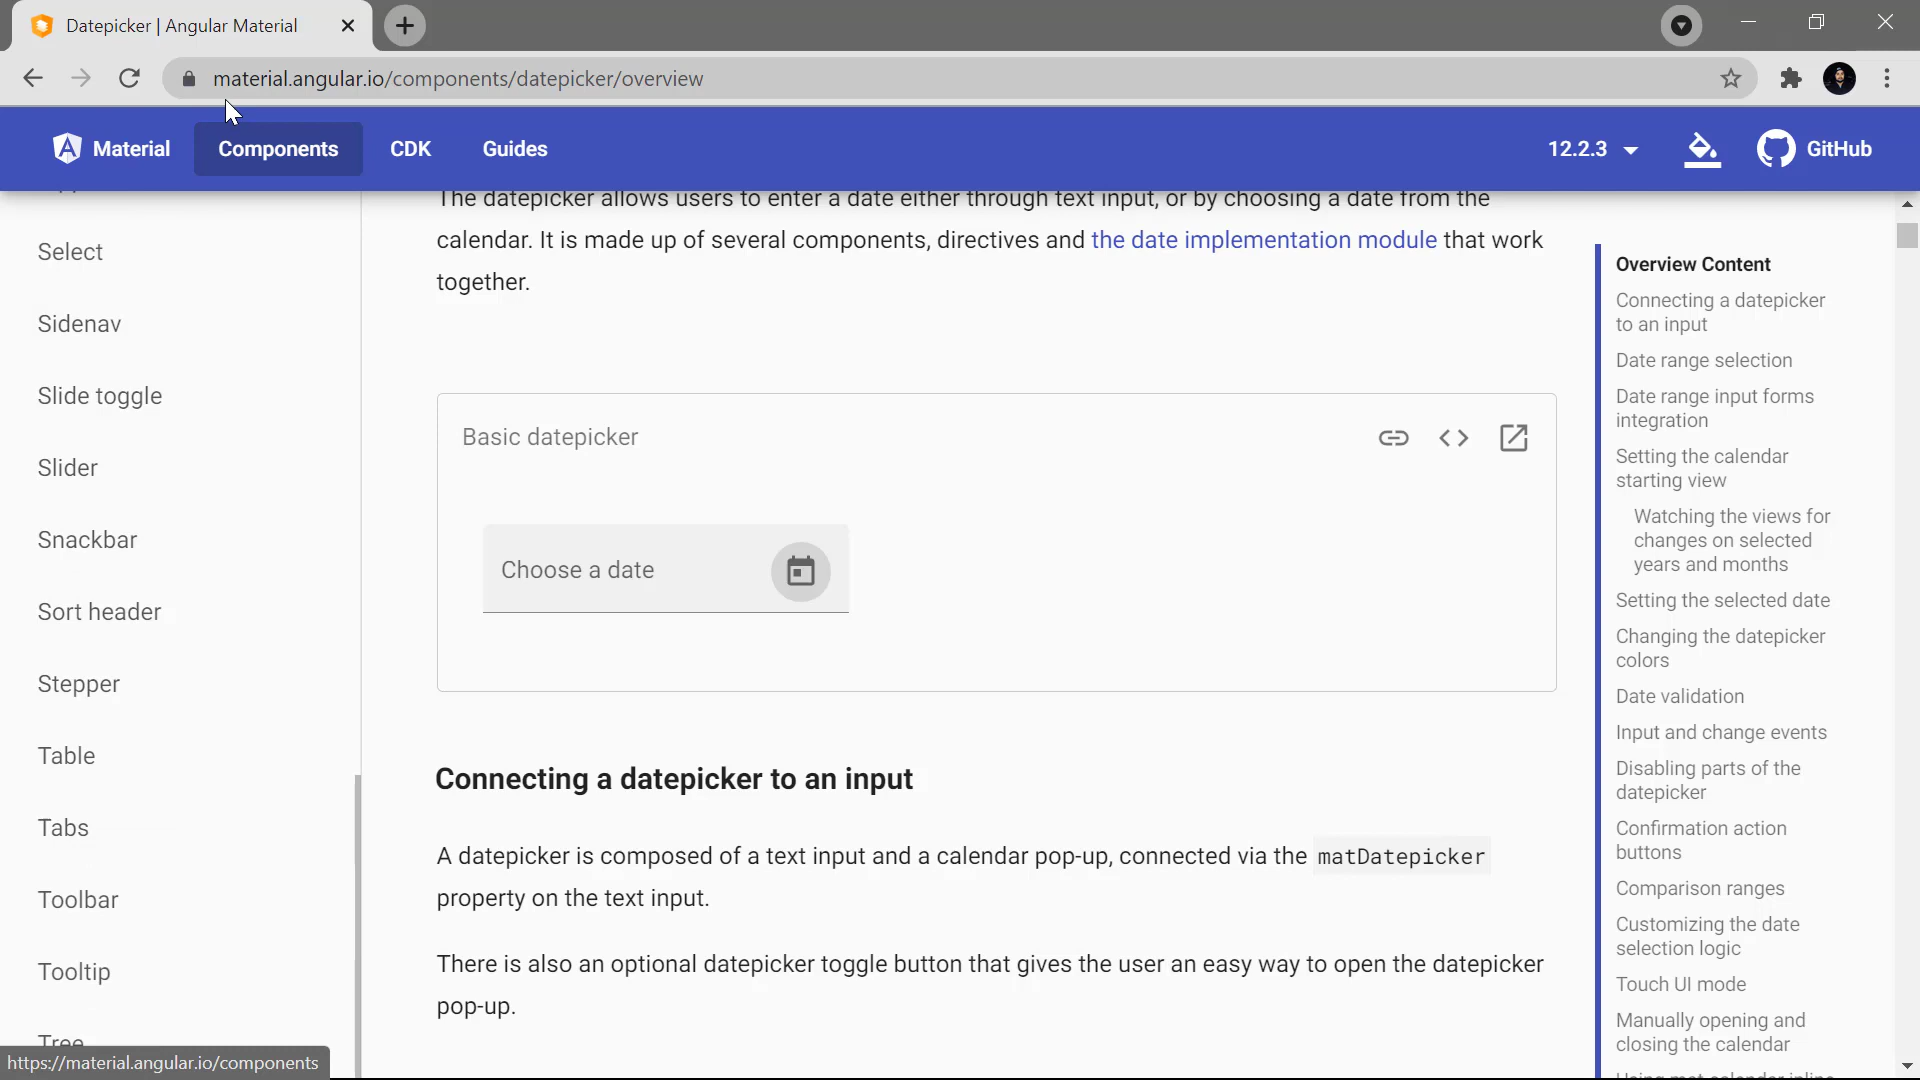 Datepicker | Angular Material
material.angular.io/components/datepicker/overview
Material
Components
CDK
Guides
12.2.3
GitHub
Select
Sidenav
Slide toggle
Slider
Snackbar
Sort header
Stepper
Table
Tabs
Toolbar
Tooltip
Tree
https://material.angular.io/components
The datepicker allows users to enter a date either through text input, or by choosing a date from the
calendar. It is made up of several components, directives and the date implementation module that work
together.
Basic datepicker
Choose a date
Connecting a datepicker to an input
A datepicker is composed of a text input and a calendar pop-up, connected via the matDatepicker
property on the text input.
There is also an optional datepicker toggle button that gives the user an easy way to open the datepicker
pop-up.
Overview Content
Connecting a datepicker
to an input
Date range selection
Date range input forms
integration
Setting the calendar
starting view
Watching the views for
changes on selected
years and months
Setting the selected date
Changing the datepicker
colors
Date validation
Input and change events
Disabling parts of the
datepicker
Confirmation action
buttons
Comparison ranges
Customizing the date
selection logic
Touch UI mode
Manually opening and
closing the calendar
Using mat-calendar inline